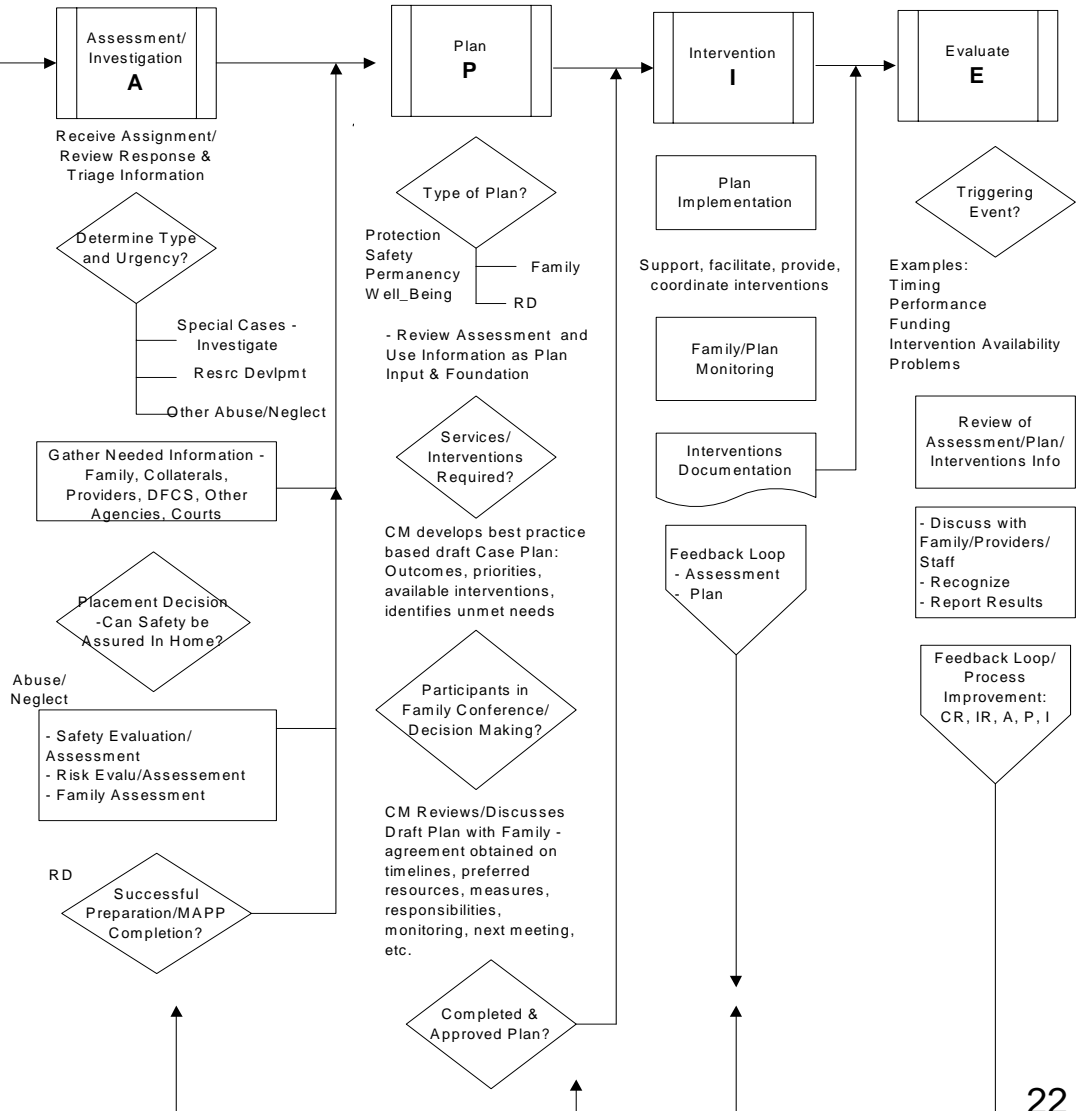 Assessment/
Investigation
A
Receive Assignment/
Review Response &
Triage Information
Determine Type
and Urgency?
Special Cases -
Investigate
Resrc Devlpmt
Other Abuse/Neglect
Gather Needed Information -
Family, Collaterals,
Providers, DFCS, Other
Agencies, Courts
Placement Decision
-Can Safety be
Assured In Home?
Abuse/
Neglect
- Safety Evaluation/
Assessment
- Risk Evalu/Assessement
- Family Assessment
RD
Successful
Preparation/MAPP
Completion?
Plan
P
Type of Plan?
Protection
Safety
Permanency
Well_Being
Family
RD
- Review Assessment and
Use Information as Plan
Input & Foundation
Services/
Interventions
Required?
CM develops best practice
based draft Case Plan:
Outcomes, priorities,
available interventions,
identifies unmet needs
Participants in
Family Conference/
Decision Making?
CM Reviews/Discusses
Draft Plan with Family -
agreement obtained on
timelines, preferred
resources, measures,
responsibilities,
monitoring, next meeting,
etc.
Completed &
Approved Plan?
Intervention
I
Plan
Implementation
Support, facilitate, provide,
coordinate interventions
Family/Plan
Monitoring
Interventions
Documentation
Feedback Loop
- Assessment
- Plan
Evaluate
E
Triggering
Event?
Examples:
Timing
Performance
Funding
Intervention Availability
Problems
Review of
Assessment/Plan/
Interventions Info
- Discuss with
Family/Providers/
Staff
- Recognize
- Report Results
Feedback Loop/
Process
Improvement:
CR, IR, A, P, I
22